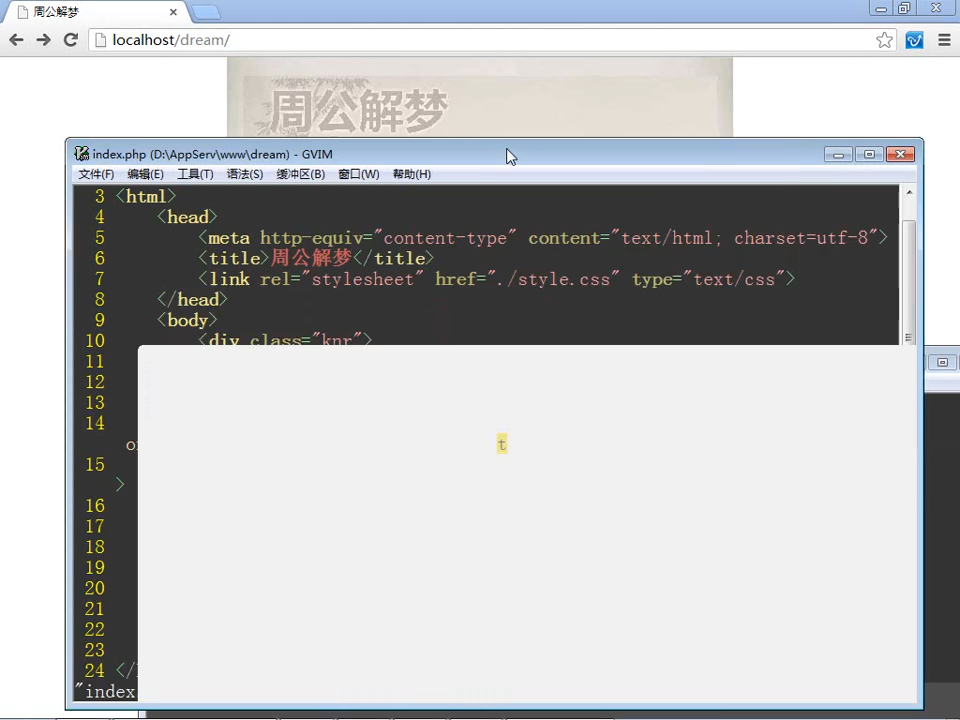 周公解梦
localhost/dream/
周公解梦
index.php (D:\AppServ\www\dream) - GVIM
文件(F) 编辑(E) 工具(T) 语法(S) 缓冲区(B) 窗口(W) 帮助(H)
3 <html>
4 <head>
5 <meta http-equiv="content-type" content="text/html; charset=utf-8">
6 <title>周公解梦</title>
7 <link rel="stylesheet" href="./style.css" type="text/css">
8 </head>
9 <body>
10 <div class="knr">
11
12
13
14
t
15
>
16
17
18
19
20
21
22
23
24 </
"index